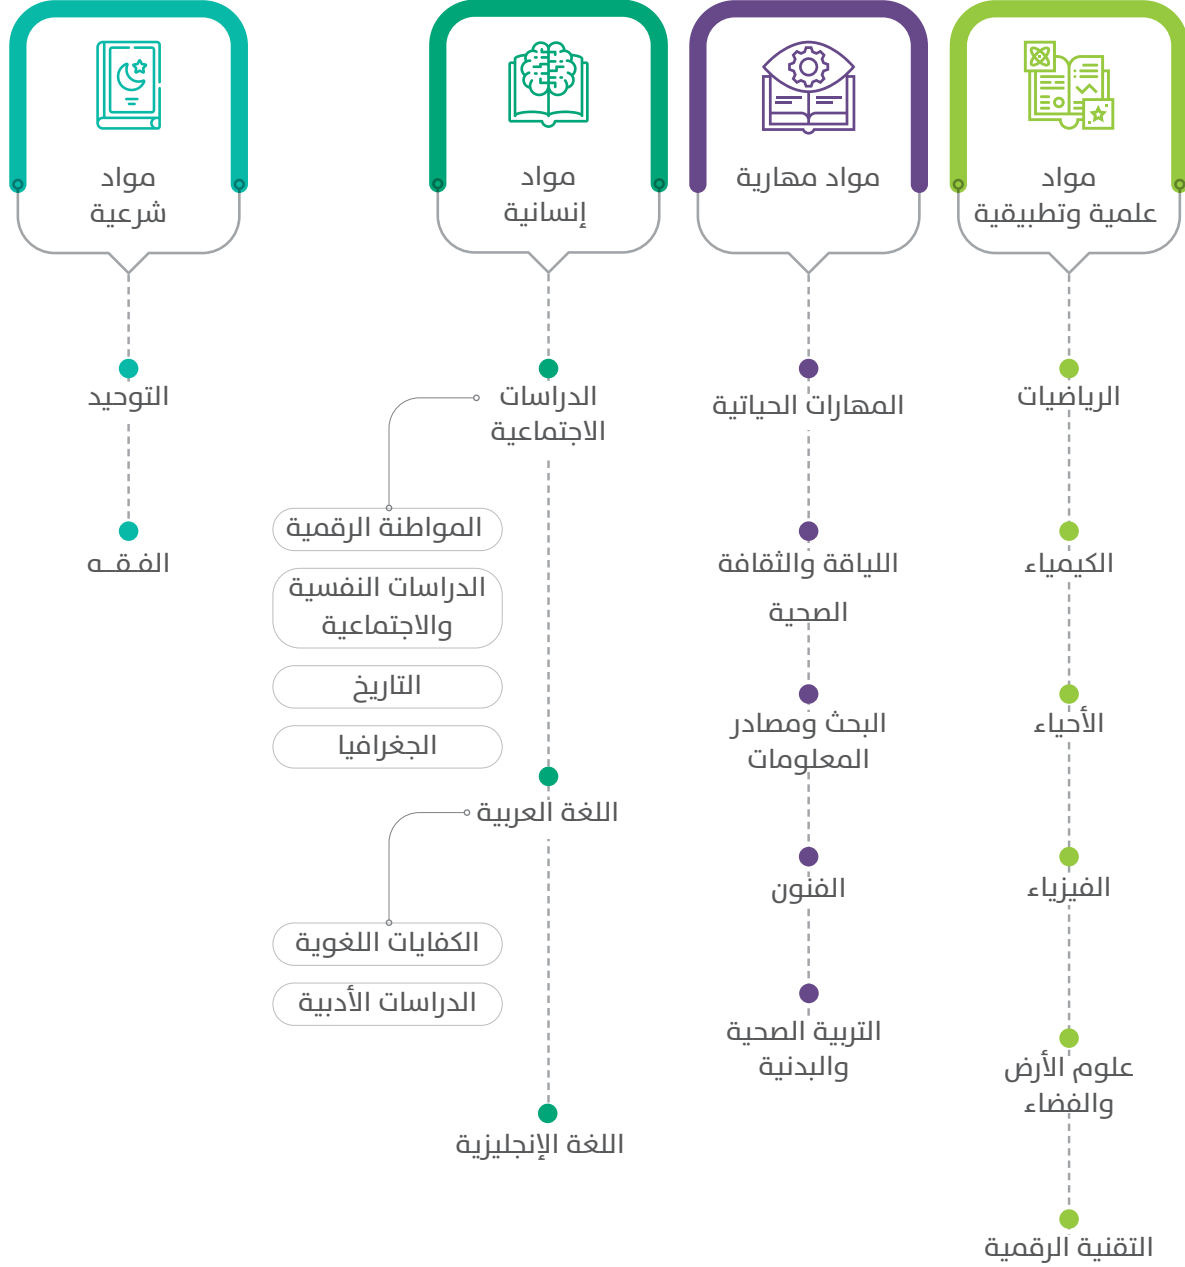 مواد
علمية وتطبيقية
الرياضيات
الكيمياء
الأحياء
الفيزياء
علوم الأرض
والفضاء
التقنية الرقمية
مواد مهارية
المهارات الحياتية
اللياقة والثقافة
الصحية
البحث ومصادر
المعلومات
الفنون
التربية الصحية
والبدنية
مواد
إنسانية
الدراسات
الاجتماعية
المواطنة الرقمية
الدراسات النفسية
والاجتماعية
التاريخ
الجغرافيا
اللغة العربية
الكفايات اللغوية
الدراسات الأدبية
اللغة الإنجليزية
مواد
شرعية
التوحيد
الفقــه